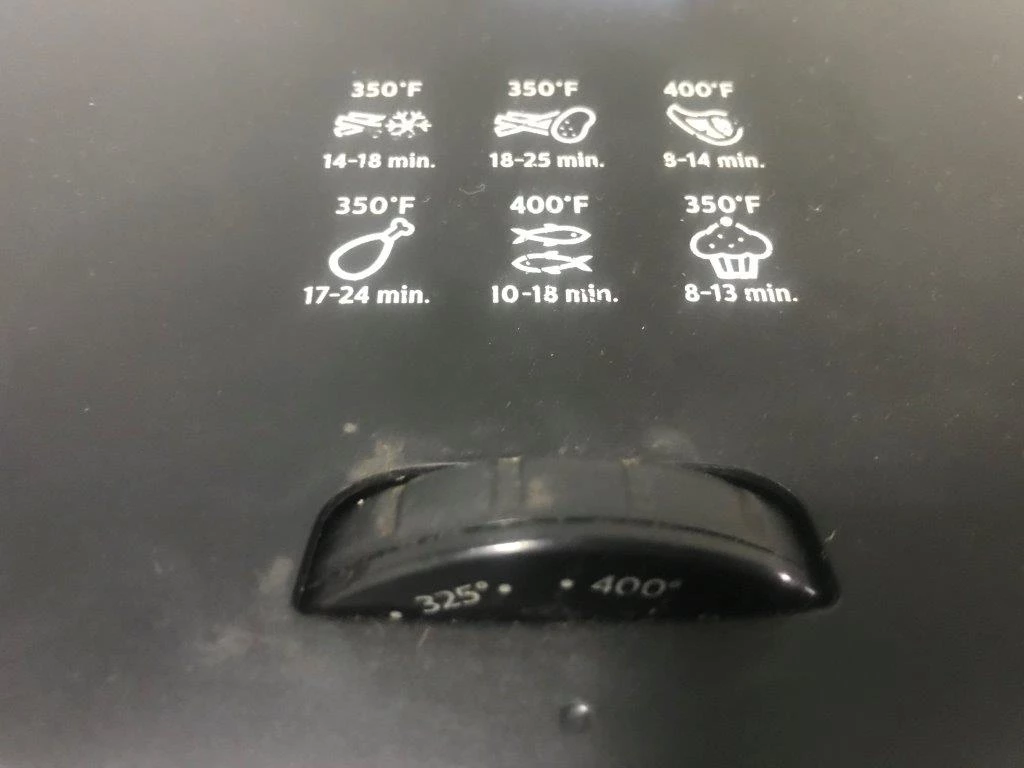 350°F 350°F 400°F
14-18 min. 18-25 min. 8-14 min.
350°F 400°F 350°F
17-24 min. 10-18 min. 8-13 min.
325° 400°